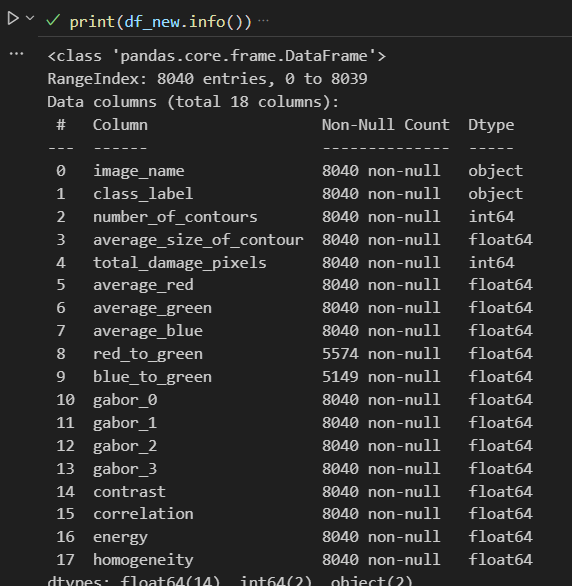 print(df_new.info()) ...
... <class 'pandas.core.frame.DataFrame'>
RangeIndex: 8040 entries, 0 to 8039
Data columns (total 18 columns):
 #   Column                   Non-Null Count  Dtype
---  ------                   --------------  -----
 0   image_name               8040 non-null   object
 1   class_label              8040 non-null   object
 2   number_of_contours       8040 non-null   int64
 3   average_size_of_contour  8040 non-null   float64
 4   total_damage_pixels      8040 non-null   int64
 5   average_red              8040 non-null   float64
 6   average_green            8040 non-null   float64
 7   average_blue             8040 non-null   float64
 8   red_to_green             5574 non-null   float64
 9   blue_to_green            5149 non-null   float64
 10  gabor_0                  8040 non-null   float64
 11  gabor_1                  8040 non-null   float64
 12  gabor_2                  8040 non-null   float64
 13  gabor_3                  8040 non-null   float64
 14  contrast                 8040 non-null   float64
 15  correlation              8040 non-null   float64
 16  energy                   8040 non-null   float64
 17  homogeneity              8040 non-null   float64
dtypes: float64(14), int64(2), object(2)